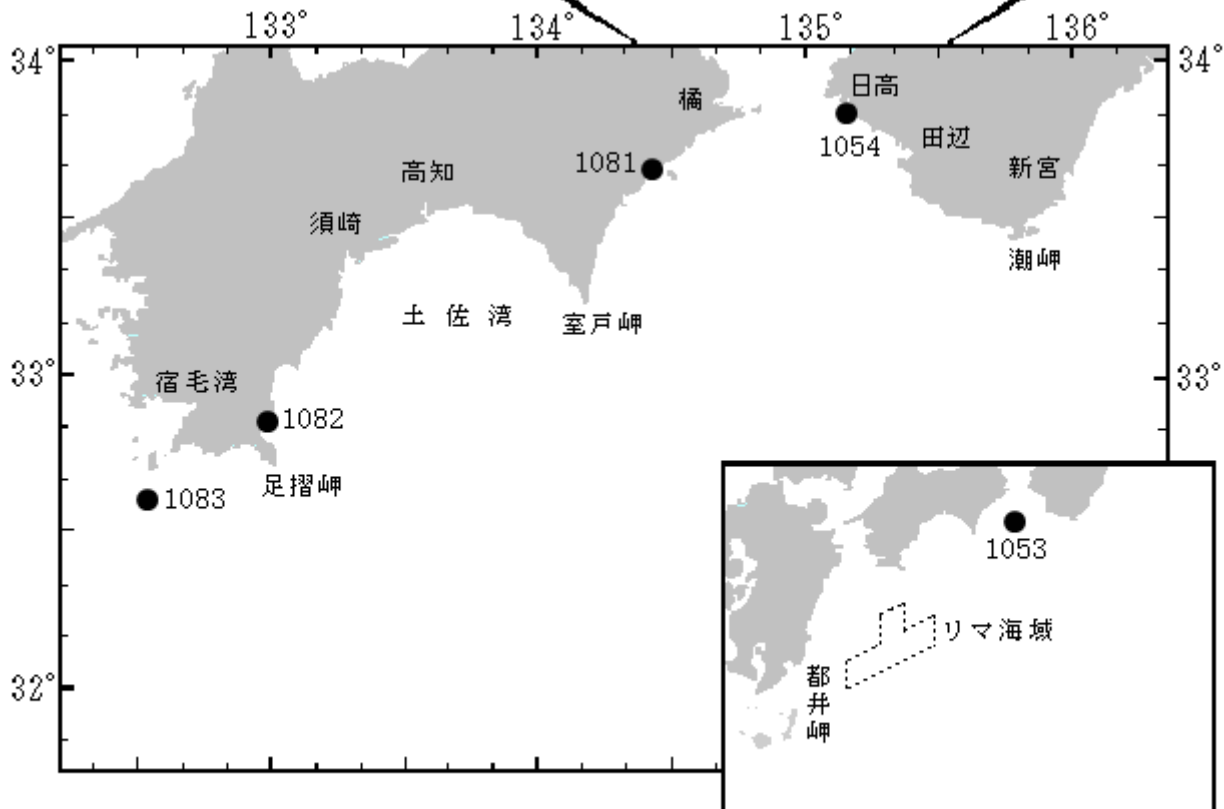 133° 134° 135° 136°
34° 34°
日高
橘
1054
田辺
1081
新宮
高知
須崎
潮岬
土佐湾
室戸岬
33° 33°
宿毛湾
1082
足摺岬
1083
1053
リマ海域
都井岬
32°